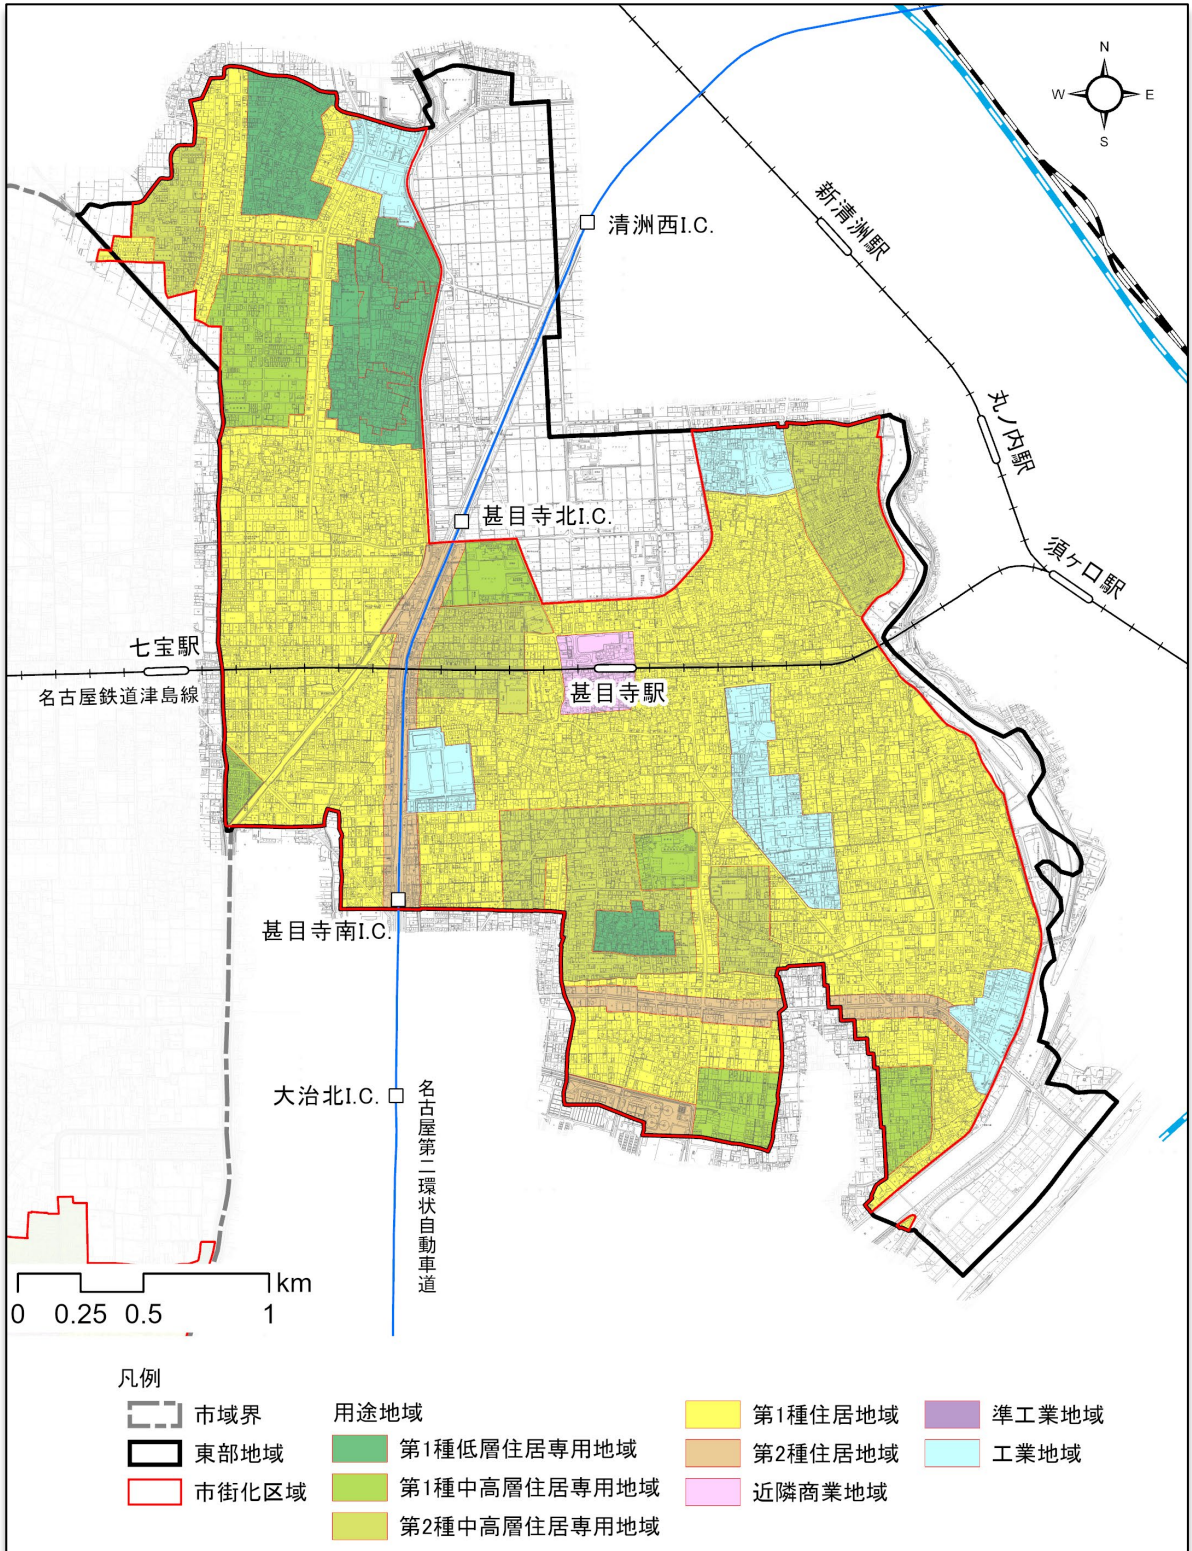 N
W E
S
清洲西I.C.
新清洲駅
丸ノ内駅
須ヶ口駅
甚目寺北I.C.
七宝駅
名古屋鉄道津島線
甚目寺駅
甚目寺南I.C.
大治北I.C.
名古屋第二環状自動車道
km
0 0.25 0.5 1
凡例
市域界
東部地域
市街化区域
用途地域
第1種低層住居専用地域
第1種中高層住居専用地域
第2種中高層住居専用地域
第1種住居地域
第2種住居地域
近隣商業地域
準工業地域
工業地域